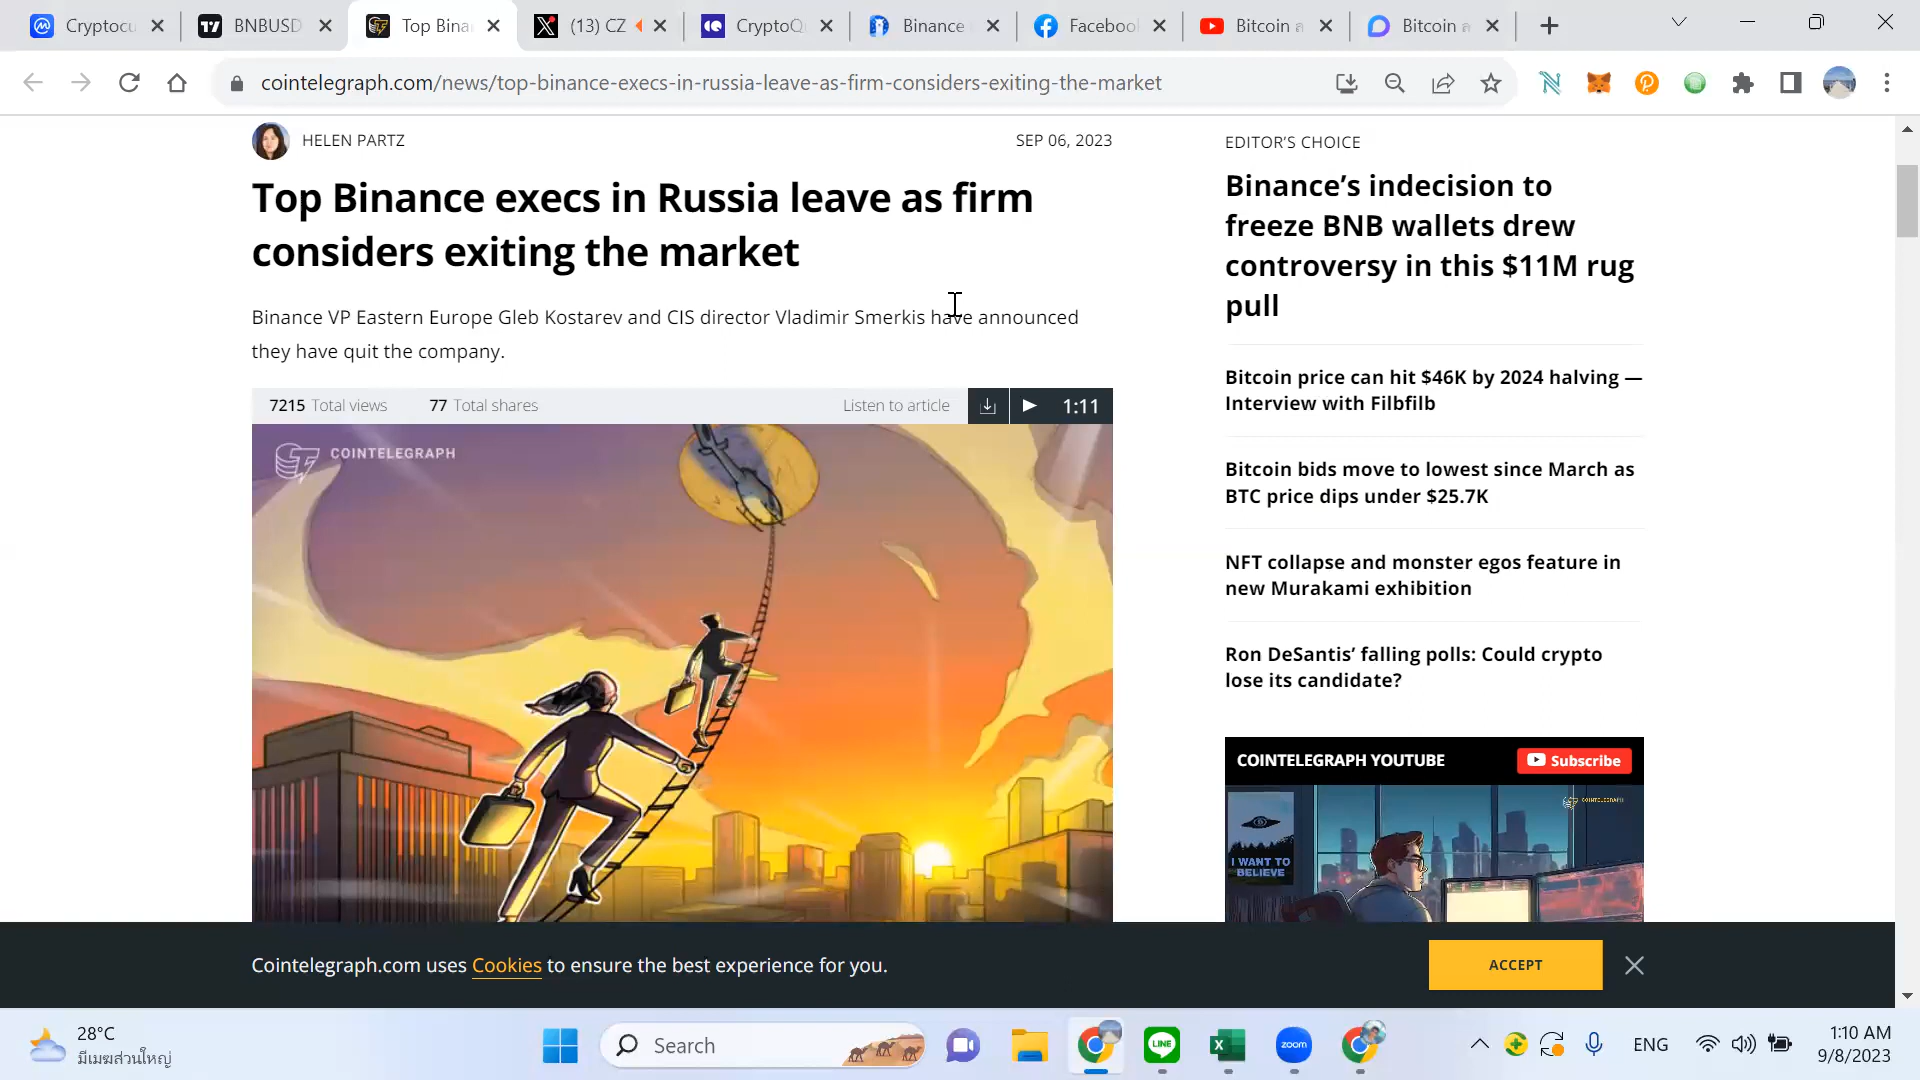 Cryptocu
BNBUSD
Top Bina
(13) CZ
CryptoQ
Binance
Facebook
Bitcoin a
Bitcoin a
cointelegraph.com/news/top-binance-execs-in-russia-leave-as-firm-considers-exiting-the-market
HELEN PARTZ
SEP 06, 2023
Top Binance execs in Russia leave as firm
considers exiting the market
Binance VP Eastern Europe Gleb Kostarev and CIS director Vladimir Smerkis have announced
they have quit the company.
7215 Total views
77 Total shares
Listen to article
1:11
COINTELEGRAPH
EDITOR'S CHOICE
Binance's indecision to
freeze BNB wallets drew
controversy in this $11M rug
pull
Bitcoin price can hit $46K by 2024 halving —
Interview with Filbfilb
Bitcoin bids move to lowest since March as
BTC price dips under $25.7K
NFT collapse and monster egos feature in
new Murakami exhibition
Ron DeSantis' falling polls: Could crypto
lose its candidate?
COINTELEGRAPH YOUTUBE
Subscribe
COINTELEGRAPH
I WANT TO
BELIEVE
Cointelegraph.com uses Cookies to ensure the best experience for you.
ACCEPT
28°C
มีเมฆส่วนใหญ่
Search
LINE
zoom
ENG
1:10 AM
9/8/2023